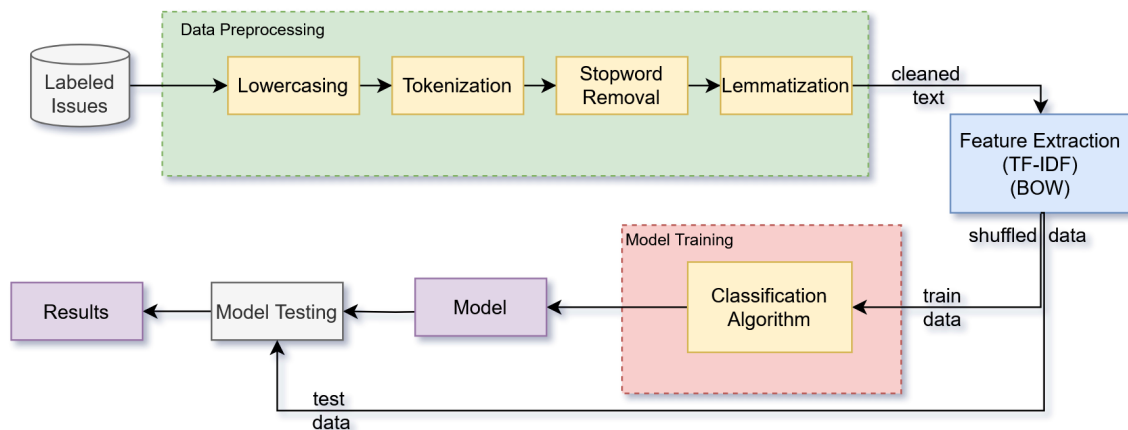 Data Preprocessing
Labeled
Issues
Lowercasing
Tokenization
Stopword
Removal
Lemmatization
cleaned
text
Feature Extraction
(TF-IDF)
(BOW)
shuffled data
Model Training
Classification
Algorithm
train
data
Model
Model Testing
Results
test
data